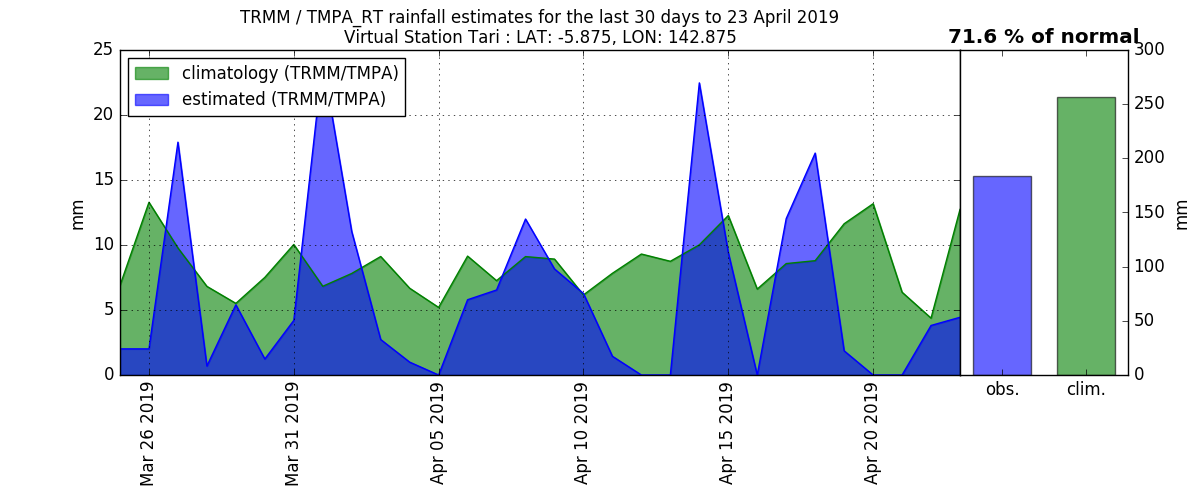 TRMM / TMPA_RT rainfall estimates for the last 30 days to 23 April 2019
Virtual Station Tari : LAT: -5.875, LON: 142.875
71.6 % of normal
climatology (TRMM/TMPA)
estimated (TRMM/TMPA)
25
20
15
10
5
0
mm
Mar 26 2019
Mar 31 2019
Apr 05 2019
Apr 10 2019
Apr 15 2019
Apr 20 2019
obs.
clim.
300
250
200
150
100
50
0
mm